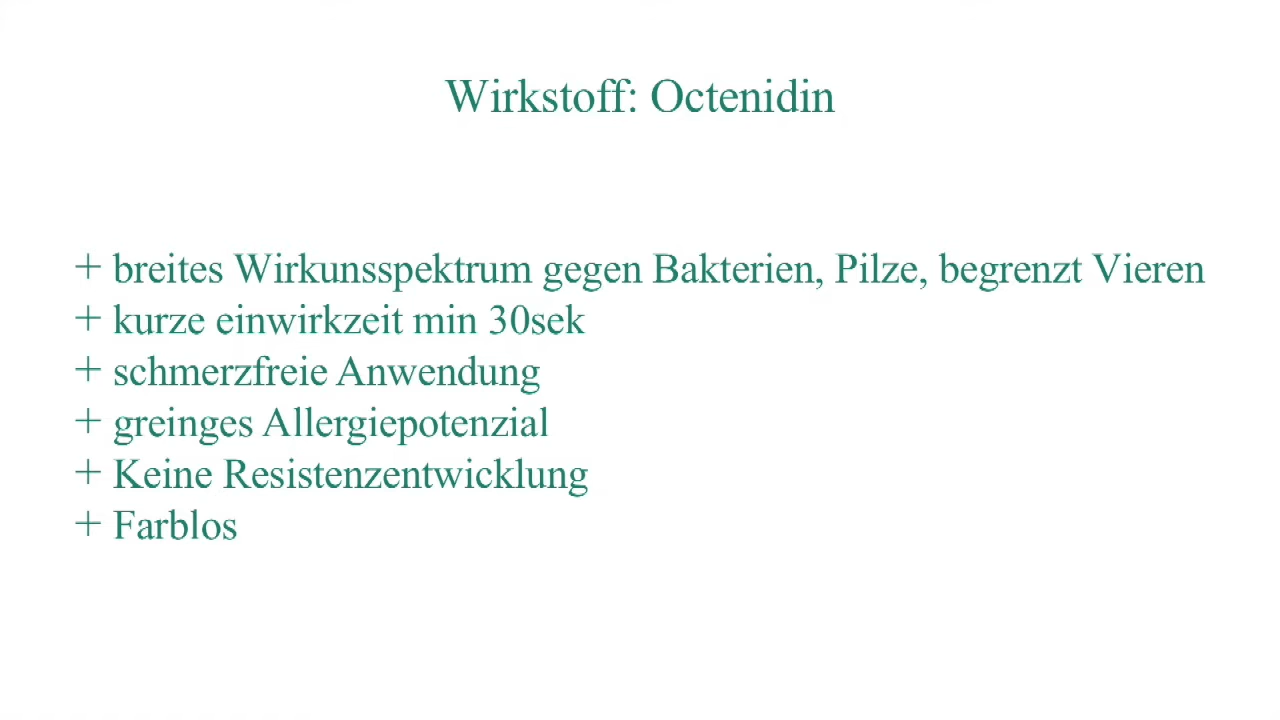 Wirkstoff: Octenidin
+ breites Wirkunsspektrum gegen Bakterien, Pilze, begrenzt Vieren
+ kurze einwirkzeit min 30sek
+ schmerzfreie Anwendung
+ greinges Allergiepotenzial
+ Keine Resistenzentwicklung
+ Farblos